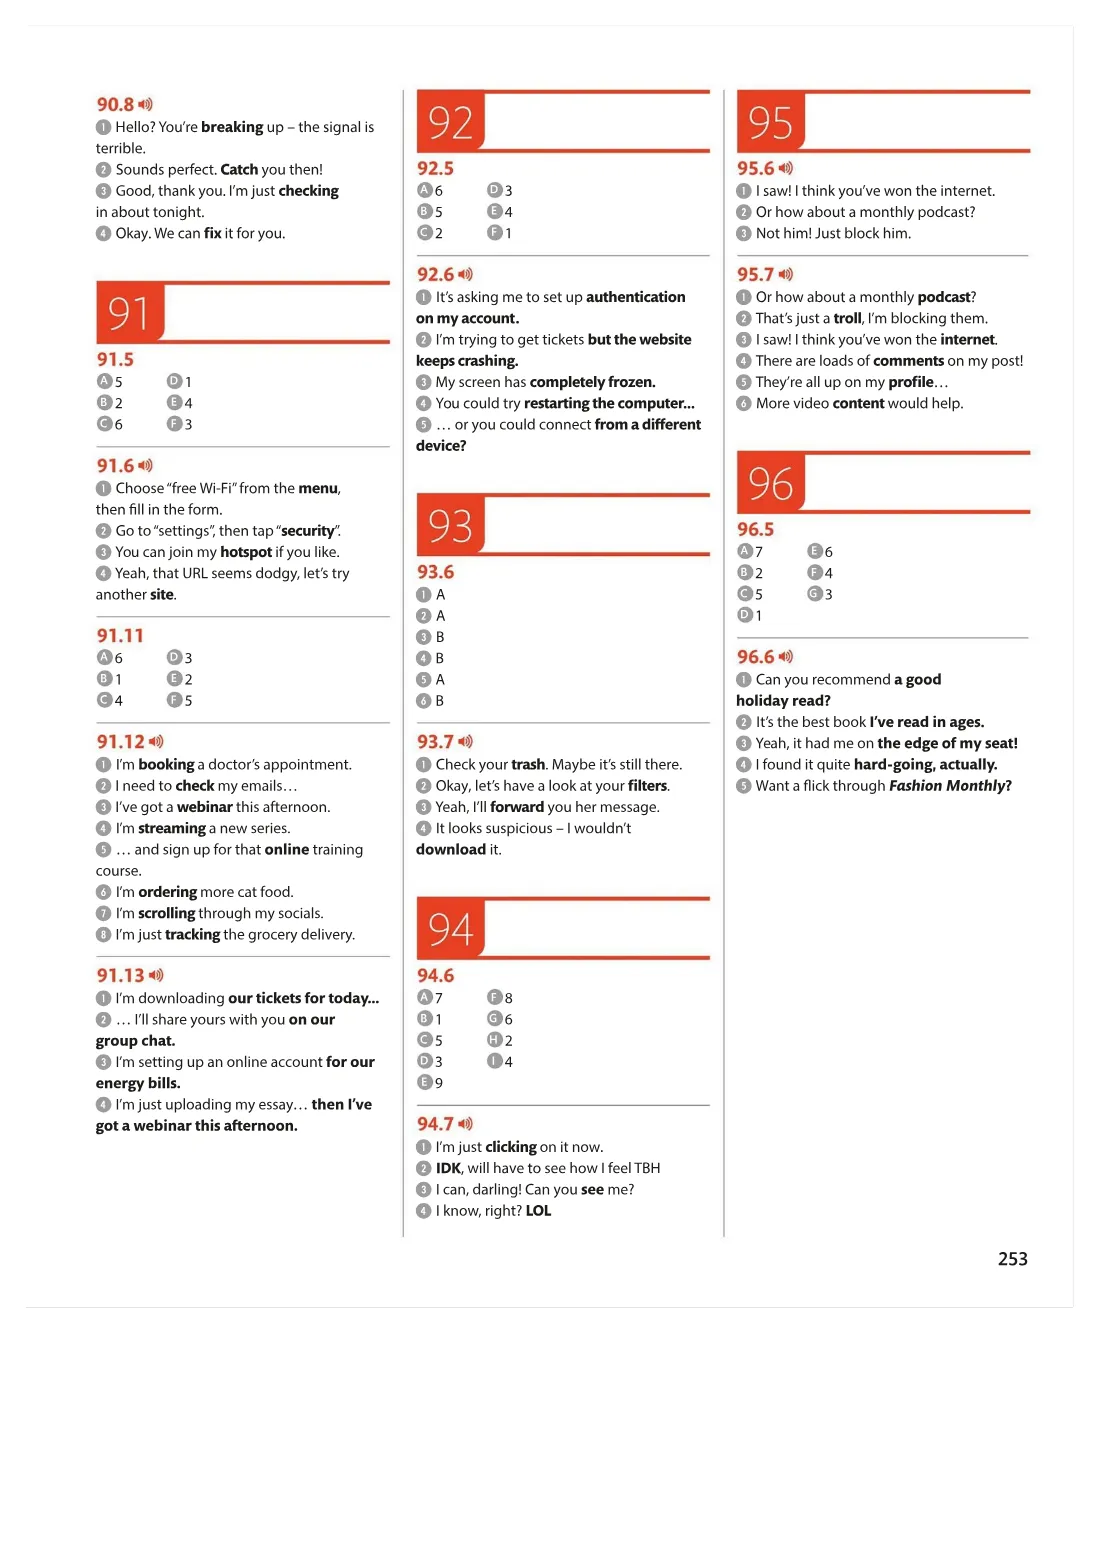 90.8
1 Hello? You're breaking up – the signal is
terrible.
2 Sounds perfect. Catch you then!
3 Good, thank you. I'm just checking
in about tonight.
4 Okay. We can fix it for you.
91
91.5
A 5 D 1
B 2 E 4
C 6 F 3
91.6
1 Choose “free Wi-Fi” from the menu,
then fill in the form.
2 Go to “settings”, then tap “security”.
3 You can join my hotspot if you like.
4 Yeah, that URL seems dodgy, let's try
another site.
91.11
A 6 D 3
B 1 E 2
C 4 F 5
91.12
1 I'm booking a doctor's appointment.
2 I need to check my emails…
3 I've got a webinar this afternoon.
4 I'm streaming a new series.
5 … and sign up for that online training
course.
6 I'm ordering more cat food.
7 I'm scrolling through my socials.
8 I'm just tracking the grocery delivery.
91.13
1 I'm downloading our tickets for today...
2 … I'll share yours with you on our
group chat.
3 I'm setting up an online account for our
energy bills.
4 I'm just uploading my essay… then I've
got a webinar this afternoon.
92
92.5
A 6 D 3
B 5 E 4
C 2 F 1
92.6
1 It's asking me to set up authentication
on my account.
2 I'm trying to get tickets but the website
keeps crashing.
3 My screen has completely frozen.
4 You could try restarting the computer...
5 … or you could connect from a different
device?
93
93.6
1 A
2 A
3 B
4 B
5 A
6 B
93.7
1 Check your trash. Maybe it's still there.
2 Okay, let's have a look at your filters.
3 Yeah, I'll forward you her message.
4 It looks suspicious – I wouldn't
download it.
94
94.6
A 7 F 8
B 1 G 6
C 5 H 2
D 3 I 4
E 9
94.7
1 I'm just clicking on it now.
2 IDK, will have to see how I feel TBH
3 I can, darling! Can you see me?
4 I know, right? LOL
95
95.6
1 I saw! I think you've won the internet.
2 Or how about a monthly podcast?
3 Not him! Just block him.
95.7
1 Or how about a monthly podcast?
2 That's just a troll, I'm blocking them.
3 I saw! I think you've won the internet.
4 There are loads of comments on my post!
5 They're all up on my profile…
6 More video content would help.
96
96.5
A 7 E 6
B 2 F 4
C 5 G 3
D 1
96.6
1 Can you recommend a good
holiday read?
2 It's the best book I've read in ages.
3 Yeah, it had me on the edge of my seat!
4 I found it quite hard-going, actually.
5 Want a flick through Fashion Monthly?
253